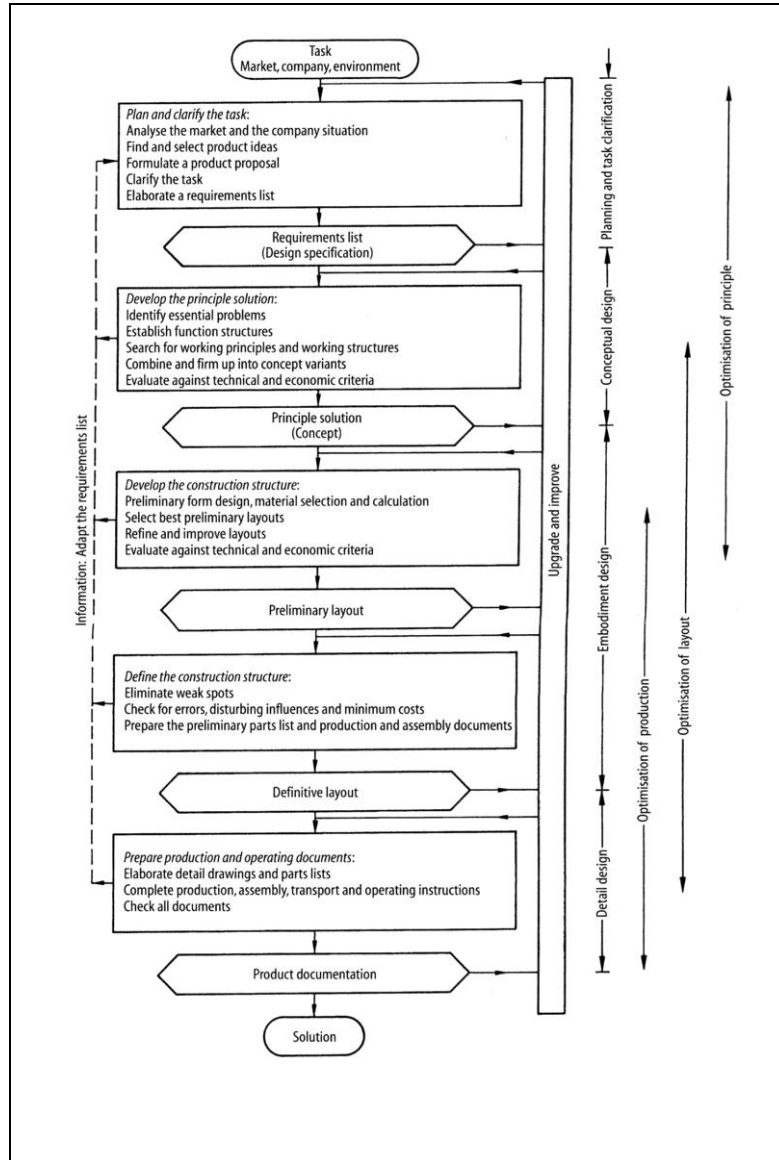 Task
Market, company, environment
Plan and clarify the task:
Analyse the market and the company situation
Find and select product ideas
Formulate a product proposal
Clarify the task
Elaborate a requirements list
Requirements list
(Design specification)
Develop the principle solution:
Identify essential problems
Establish function structures
Search for working principles and working structures
Combine and firm up into concept variants
Evaluate against technical and economic criteria
Principle solution
(Concept)
Develop the construction structure:
Preliminary form design, material selection and calculation
Select best preliminary layouts
Refine and improve layouts
Evaluate against technical and economic criteria
Preliminary layout
Define the construction structure:
Eliminate weak spots
Check for errors, disturbing influences and minimum costs
Prepare the preliminary parts list and production and assembly documents
Definitive layout
Prepare production and operating documents:
Elaborate detail drawings and parts lists
Complete production, assembly, transport and operating instructions
Check all documents
Product documentation
Solution
Information: Adapt the requirements list
Upgrade and improve
Planning and task clarification
Conceptual design
Embodiment design
Detail design
Optimisation of production
Optimisation of layout
Optimisation of principle